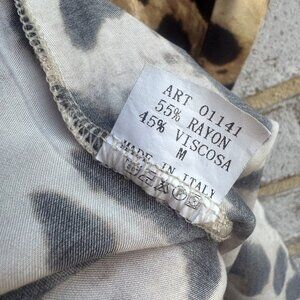 ART 01141
55% RAYON
45% VISCOSA
M
MADE IN ITALY